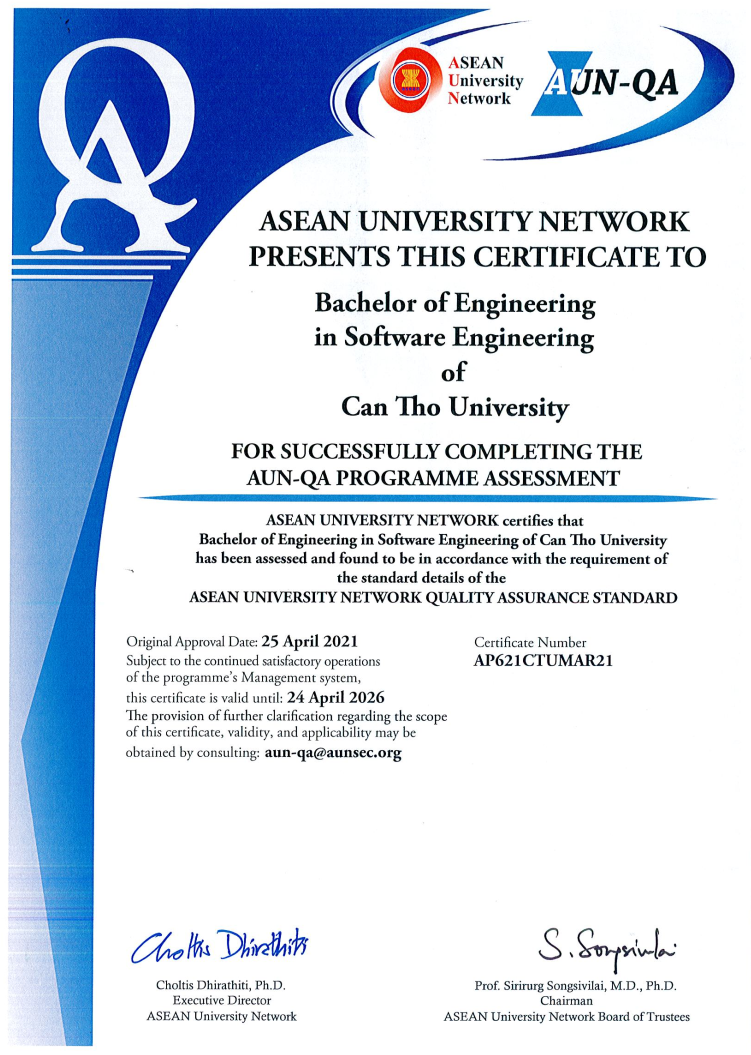 QA
ASEAN
University
Network
AUN-QA
ASEAN UNIVERSITY NETWORK
PRESENTS THIS CERTIFICATE TO
Bachelor of Engineering
in Software Engineering
of
Can Tho University
FOR SUCCESSFULLY COMPLETING THE
AUN-QA PROGRAMME ASSESSMENT
ASEAN UNIVERSITY NETWORK certifies that
Bachelor of Engineering in Software Engineering of Can Tho University
has been assessed and found to be in accordance with the requirement of
the standard details of the
ASEAN UNIVERSITY NETWORK QUALITY ASSURANCE STANDARD
Original Approval Date: 25 April 2021
Subject to the continued satisfactory operations
of the programme's Management system,
this certificate is valid until: 24 April 2026
The provision of further clarification regarding the scope
of this certificate, validity, and applicability may be
obtained by consulting: aun-qa@aunsec.org
Certificate Number
AP621CTUMAR21
Choltis Dhirathiti
Choltis Dhirathiti, Ph.D.
Executive Director
ASEAN University Network
S. Songsivilai
Prof. Sirirurg Songsivilai, M.D., Ph.D.
Chairman
ASEAN University Network Board of Trustees